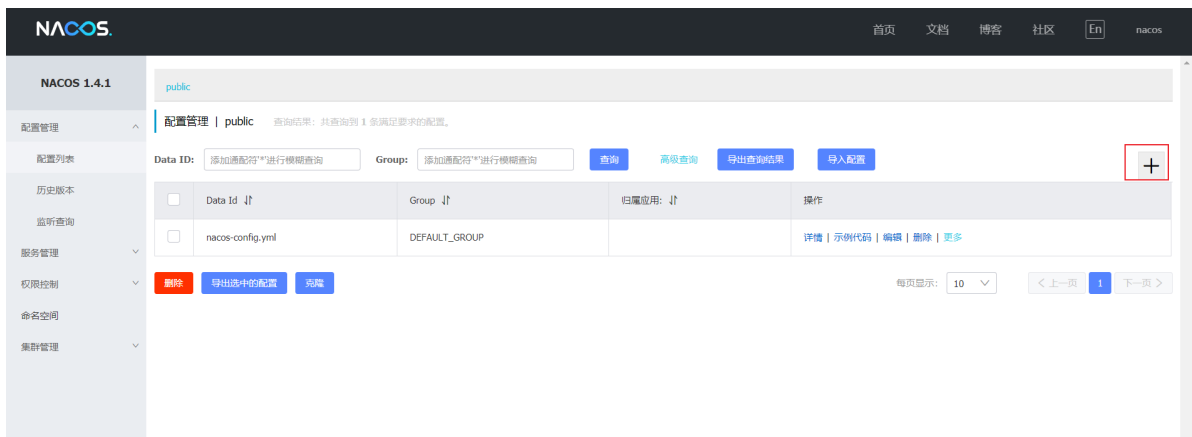 NACOS. 首页 文档 博客 社区 En nacos
NACOS 1.4.1
public
配置管理
配置管理 | public 查询结果：共查询到 1 条满足要求的配置。
配置列表
Data ID: 添加通配符'*'进行模糊查询 Group: 添加通配符'*'进行模糊查询 查询 高级查询 导出查询结果 导入配置 +
历史版本
Data Id Group 归属应用: 操作
监听查询
nacos-config.yml DEFAULT_GROUP 详情 | 示例代码 | 编辑 | 删除 | 更多
服务管理
删除 导出选中的配置 克隆 每页显示: 10 < 上一页 1 下一页 >
权限控制
命名空间
集群管理